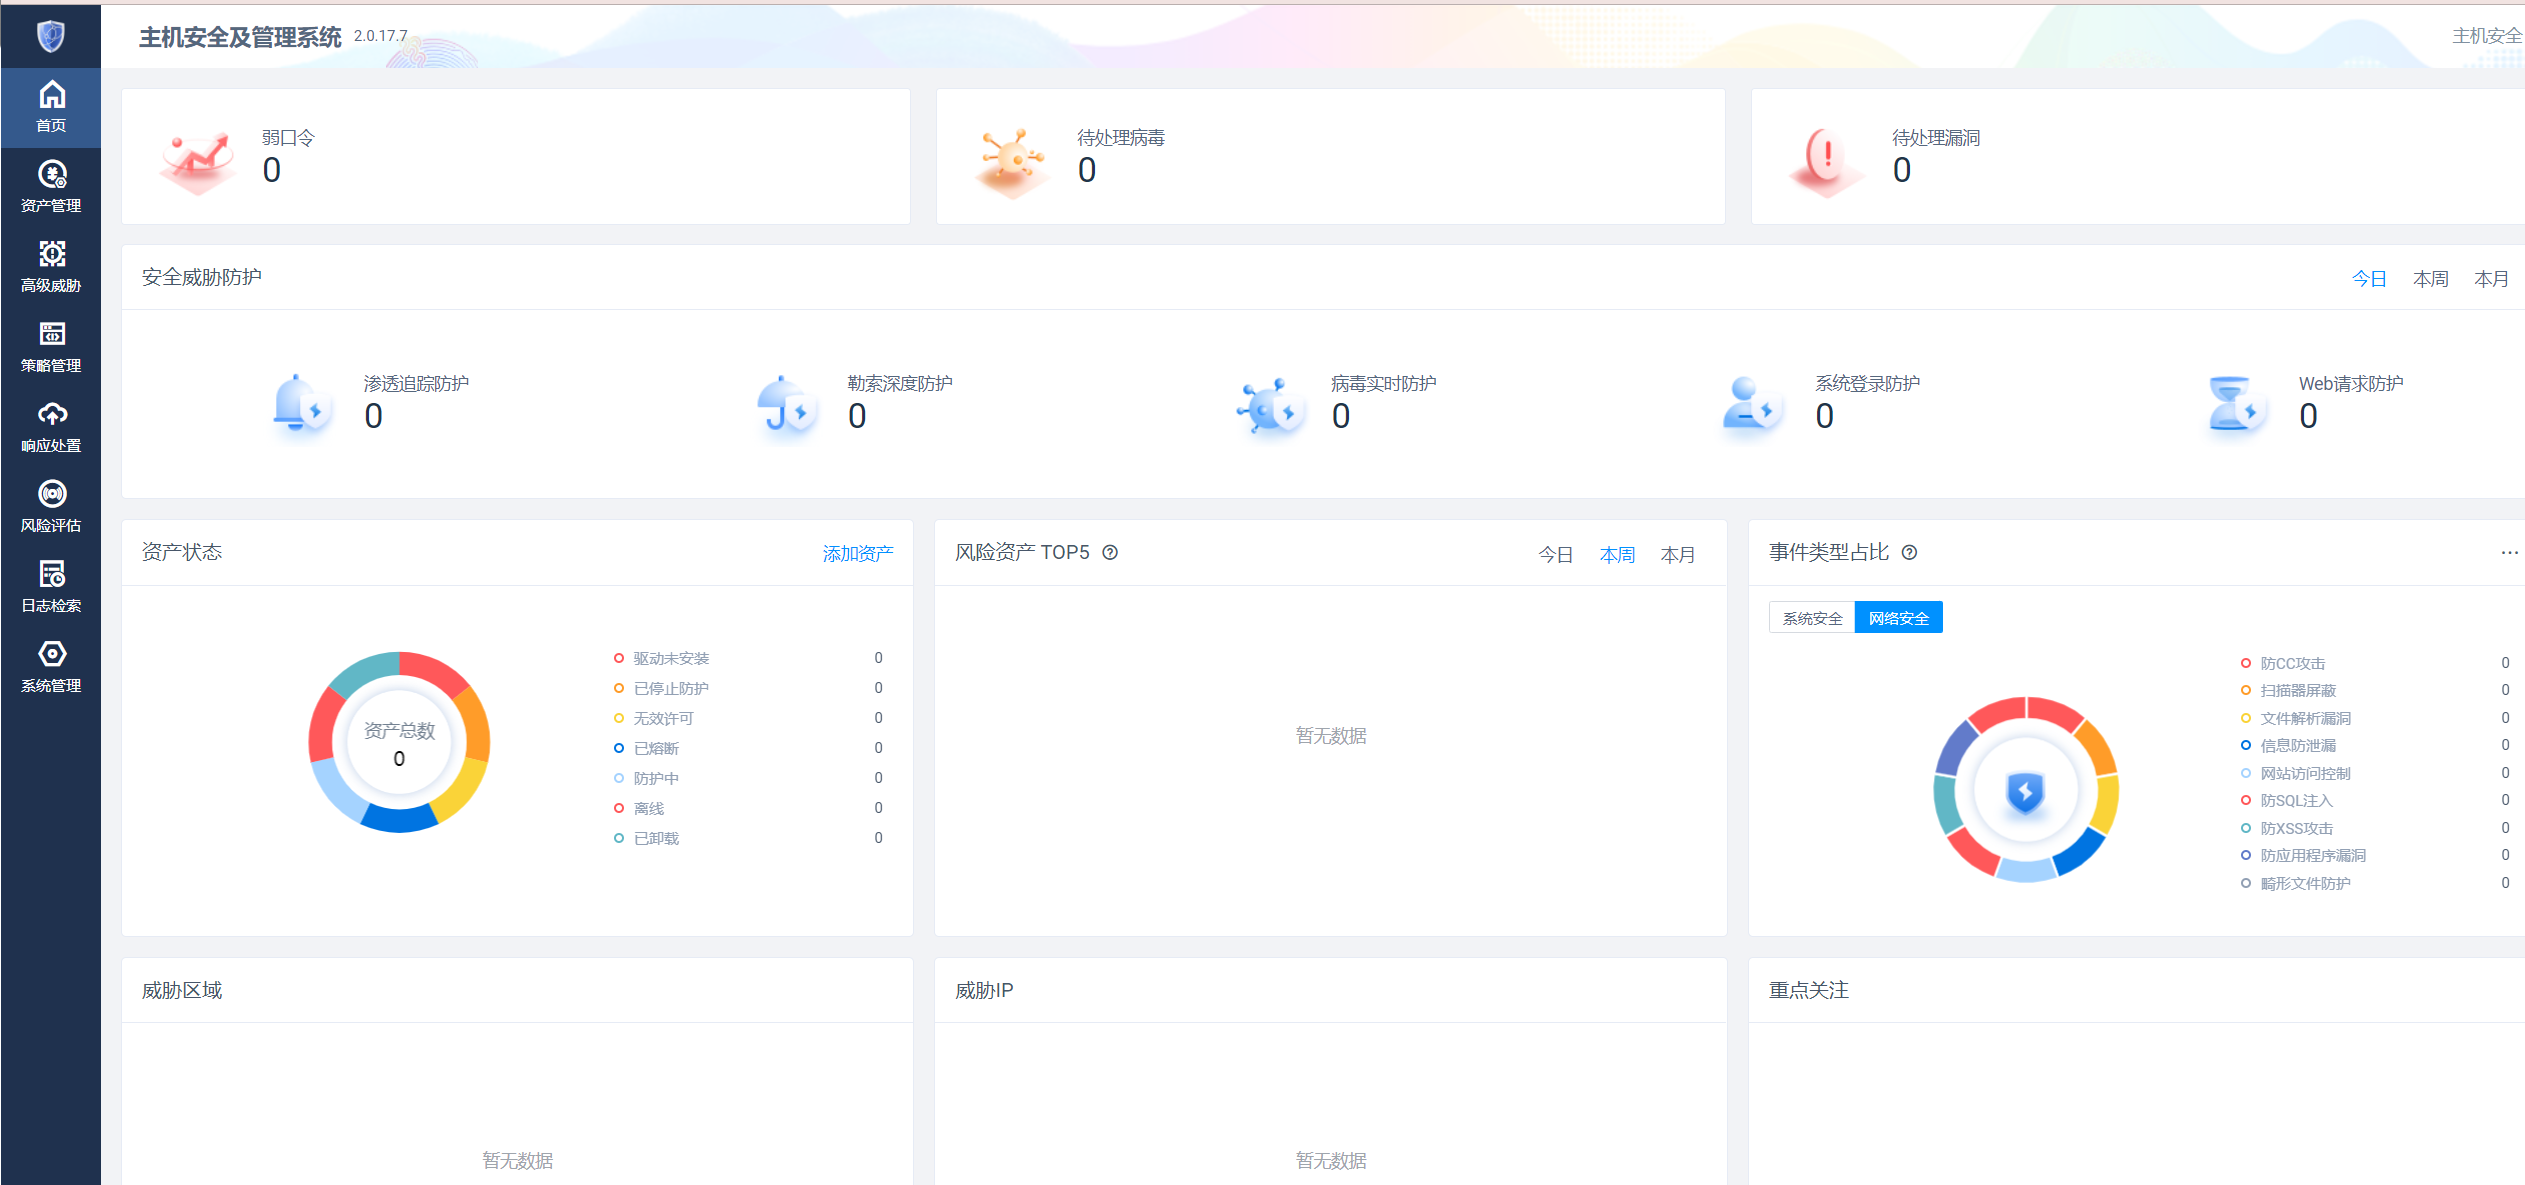 主机安全及管理系统 2.0.17.7
主机安全
首页
资产管理
高级威胁
策略管理
响应处置
风险评估
日志检索
系统管理
弱口令
0
待处理病毒
0
待处理漏洞
0
安全威胁防护
今日 本周 本月
渗透追踪防护
0
勒索深度防护
0
病毒实时防护
0
系统登录防护
0
Web请求防护
0
资产状态
添加资产
资产总数
0
驱动未安装 0
已停止防护 0
无效许可 0
已熔断 0
防护中 0
离线 0
已卸载 0
风险资产 TOP5
今日 本周 本月
暂无数据
事件类型占比
系统安全 网络安全
防CC攻击 0
扫描器屏蔽 0
文件解析漏洞 0
信息防泄漏 0
网站访问控制 0
防SQL注入 0
防XSS攻击 0
防应用程序漏洞 0
畸形文件防护 0
威胁区域
暂无数据
威胁IP
暂无数据
重点关注